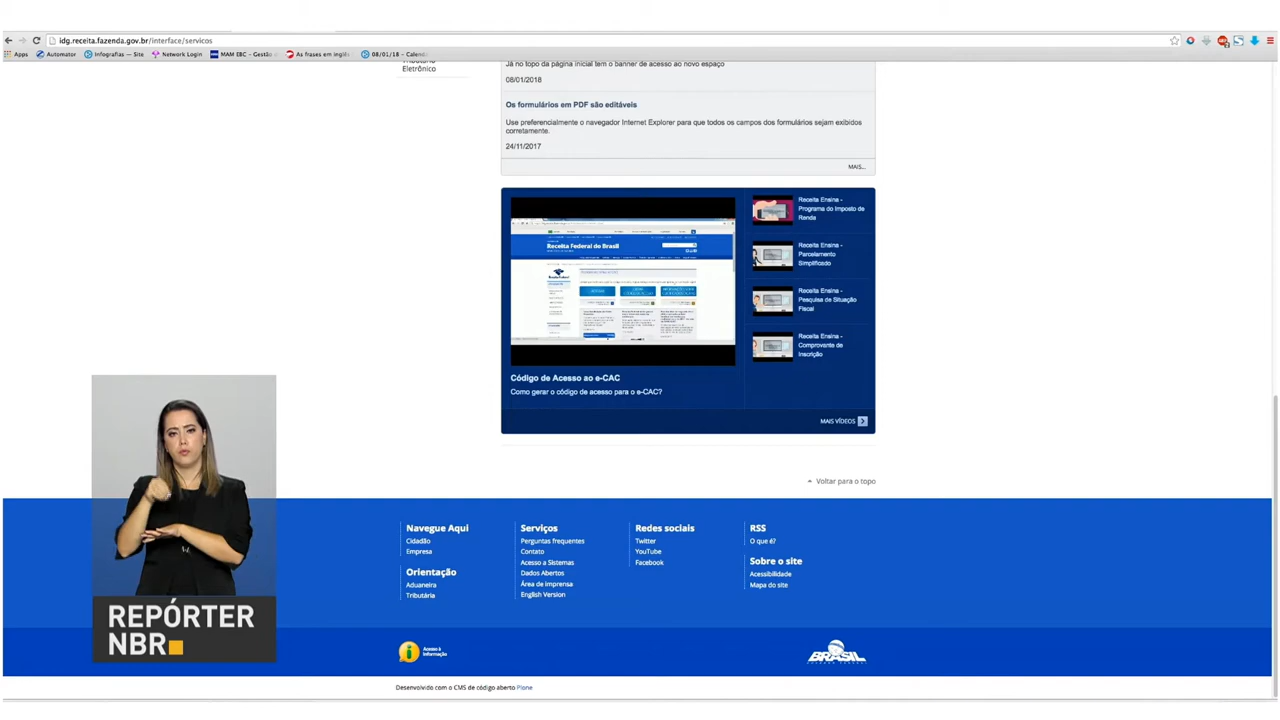 idg.receita.fazenda.gov.br/interface/servicos
Apps
Automator
Infografias — Site
Network Login
MAM EBC - Gestão
As frases em inglês
08/01/18 – Calend
Tributário
Eletrônico
Já no topo da página inicial tem o banner de acesso ao novo espaço
08/01/2018
Os formulários em PDF são editáveis
Use preferencialmente o navegador Internet Explorer para que todos os campos dos formulários sejam exibidos
corretamente.
24/11/2017
MAIS...
Receita Federal do Brasil
Código de Acesso ao e-CAC
Como gerar o código de acesso para o e-CAC?
Receita Ensina -
Programa do Imposto de
Renda
Receita Ensina -
Parcelamento
Simplificado
Receita Ensina -
Pesquisa de Situação
Fiscal
Receita Ensina -
Comprovante de
Inscrição
MAIS VÍDEOS
Voltar para o topo
Navegue Aqui
Cidadão
Empresa
Orientação
Aduaneira
Tributária
Serviços
Perguntas frequentes
Contato
Acesso a Sistemas
Dados Abertos
Área de Imprensa
English Version
Redes sociais
Twitter
YouTube
Facebook
RSS
O que é?
Sobre o site
Acessibilidade
Mapa do site
REPÓRTER
NBR
Acesso à
Informação
BRASIL
GOVERNO FEDERAL
Desenvolvido com o CMS de código aberto Plone